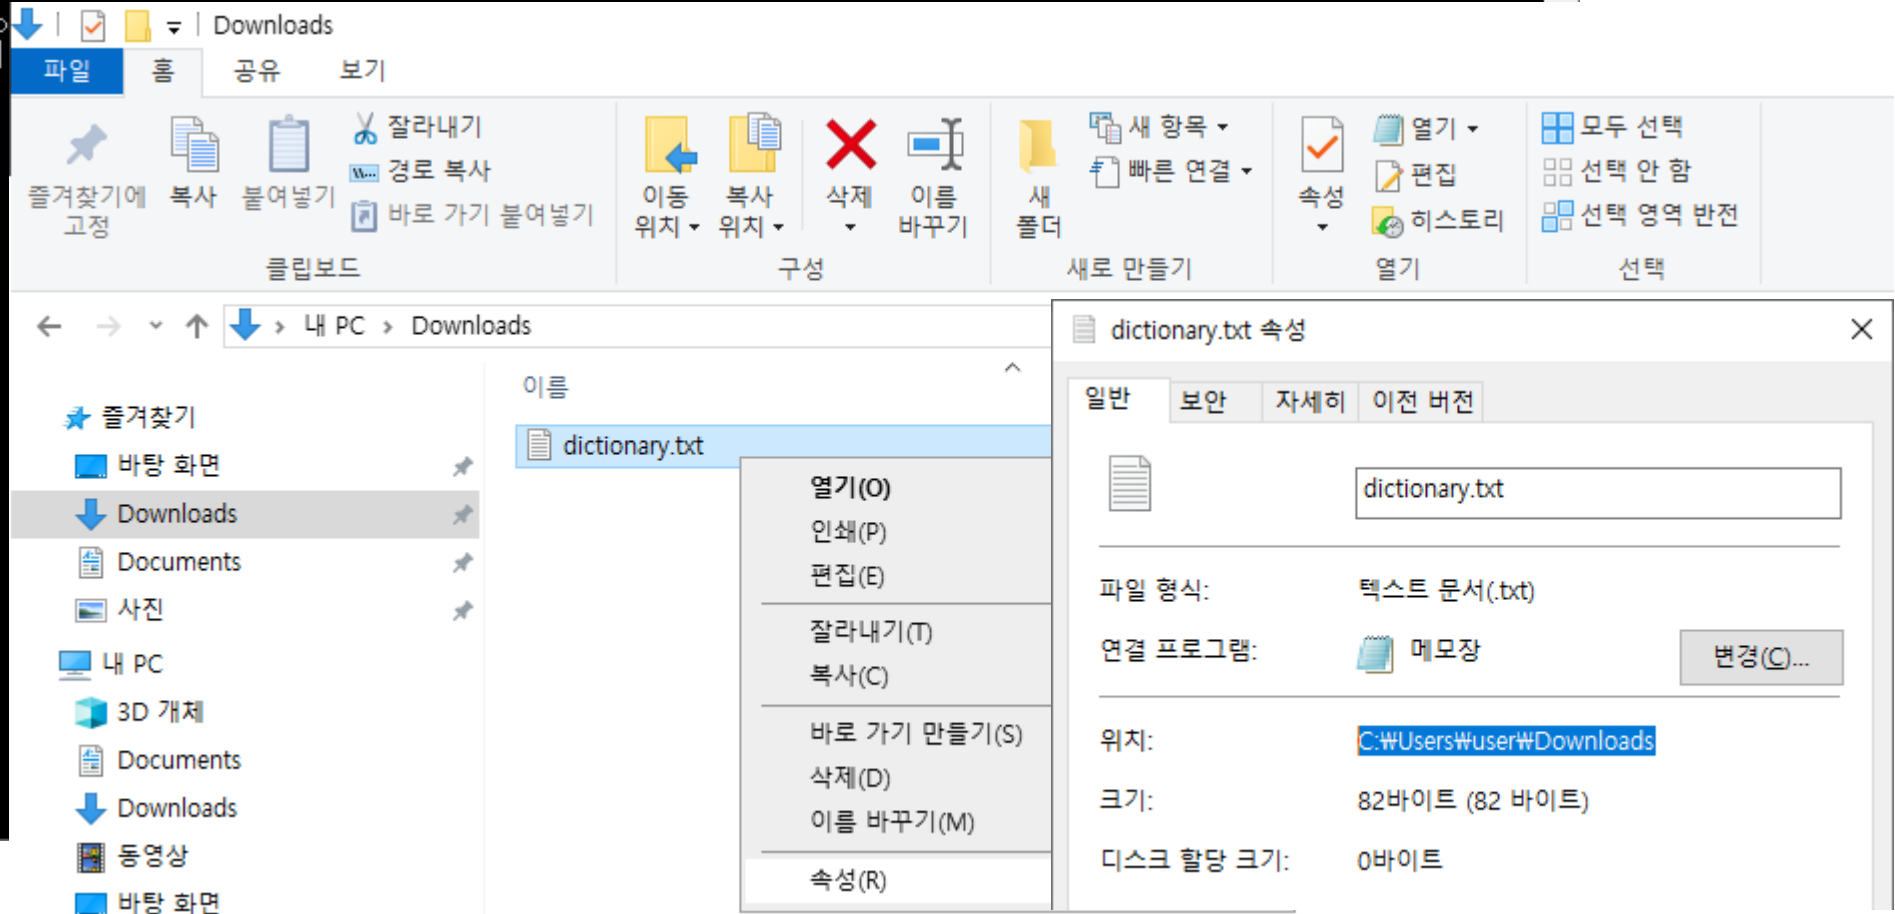 Downloads
파일 홈 공유 보기
즐겨찾기에 고정
복사
붙여넣기
잘라내기
경로 복사
바로 가기 붙여넣기
클립보드
이동 위치
복사 위치
삭제
이름 바꾸기
구성
새 폴더
새 항목
빠른 연결
새로 만들기
속성
열기
편집
히스토리
열기
모두 선택
선택 안 함
선택 영역 반전
선택
내 PC > Downloads
즐겨찾기
바탕 화면
Downloads
Documents
사진
내 PC
3D 개체
Documents
Downloads
동영상
바탕 화면
이름
dictionary.txt
열기(O)
인쇄(P)
편집(E)
잘라내기(T)
복사(C)
바로 가기 만들기(S)
삭제(D)
이름 바꾸기(M)
속성(R)
dictionary.txt 속성
일반 보안 자세히 이전 버전
dictionary.txt
파일 형식: 텍스트 문서(.txt)
연결 프로그램: 메모장 변경(C)...
위치: C:₩Users₩user₩Downloads
크기: 82바이트 (82 바이트)
디스크 할당 크기: 0바이트